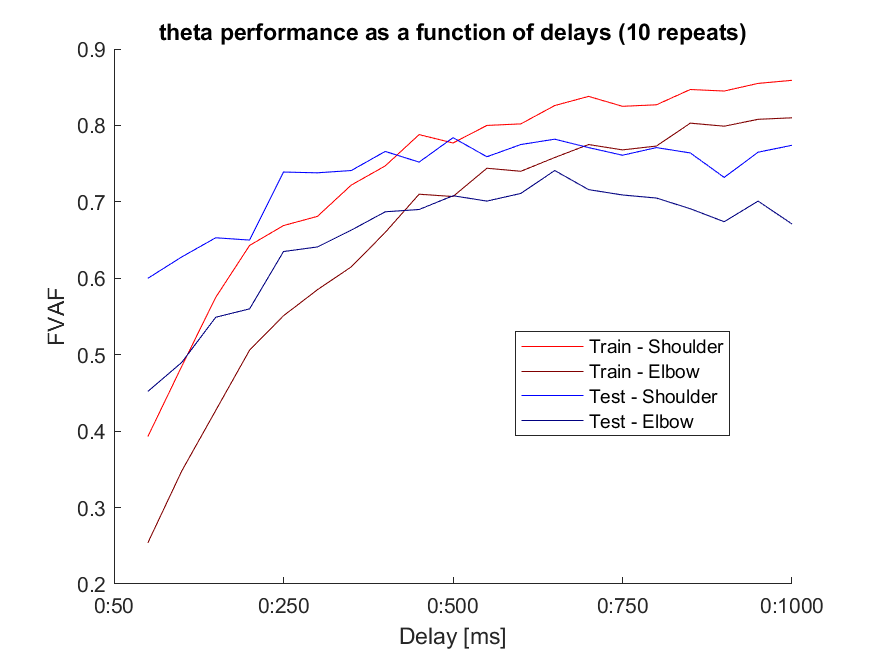 theta performance as a function of delays (10 repeats)
0.9
0.8
0.7
0.6
0.5
0.4
0.3
0.2
FVAF
Train - Shoulder
Train - Elbow
Test - Shoulder
Test - Elbow
0:50 0:250 0:500 0:750 0:1000
Delay [ms]